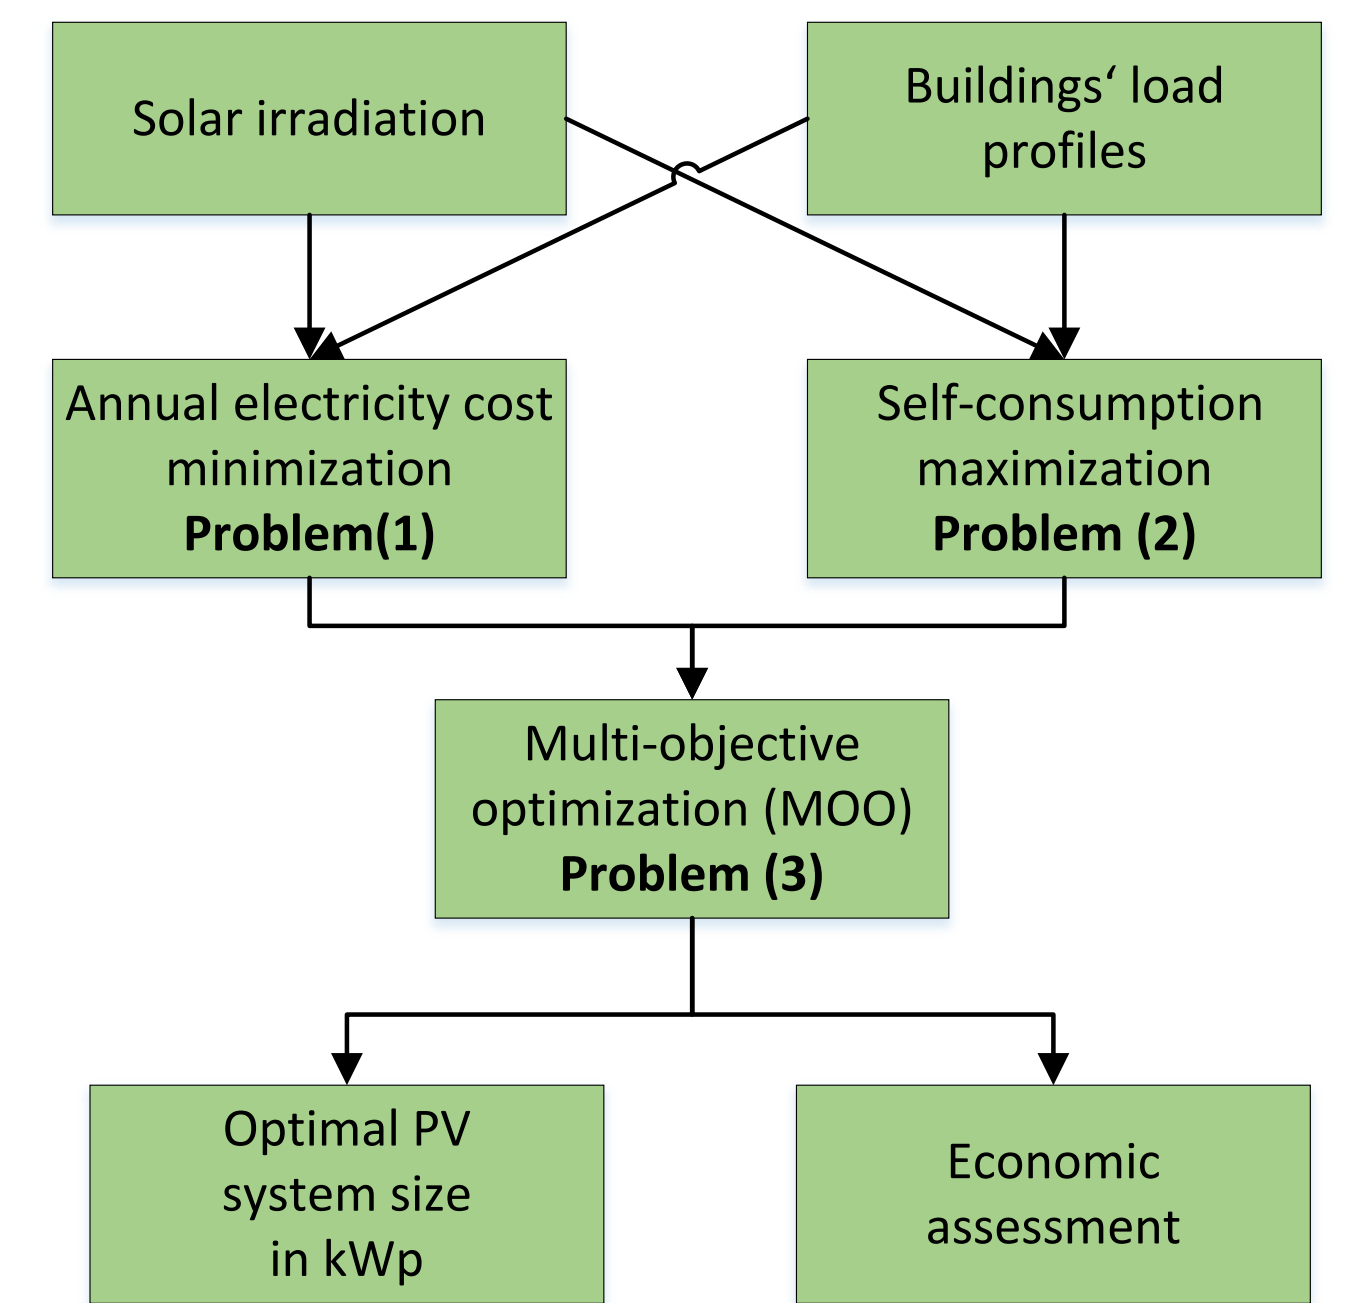 Solar irradiation
Buildings‘ load
profiles
Annual electricity cost
minimization
Problem(1)
Self-consumption
maximization
Problem (2)
Multi-objective
optimization (MOO)
Problem (3)
Optimal PV
system size
in kWp
Economic
assessment